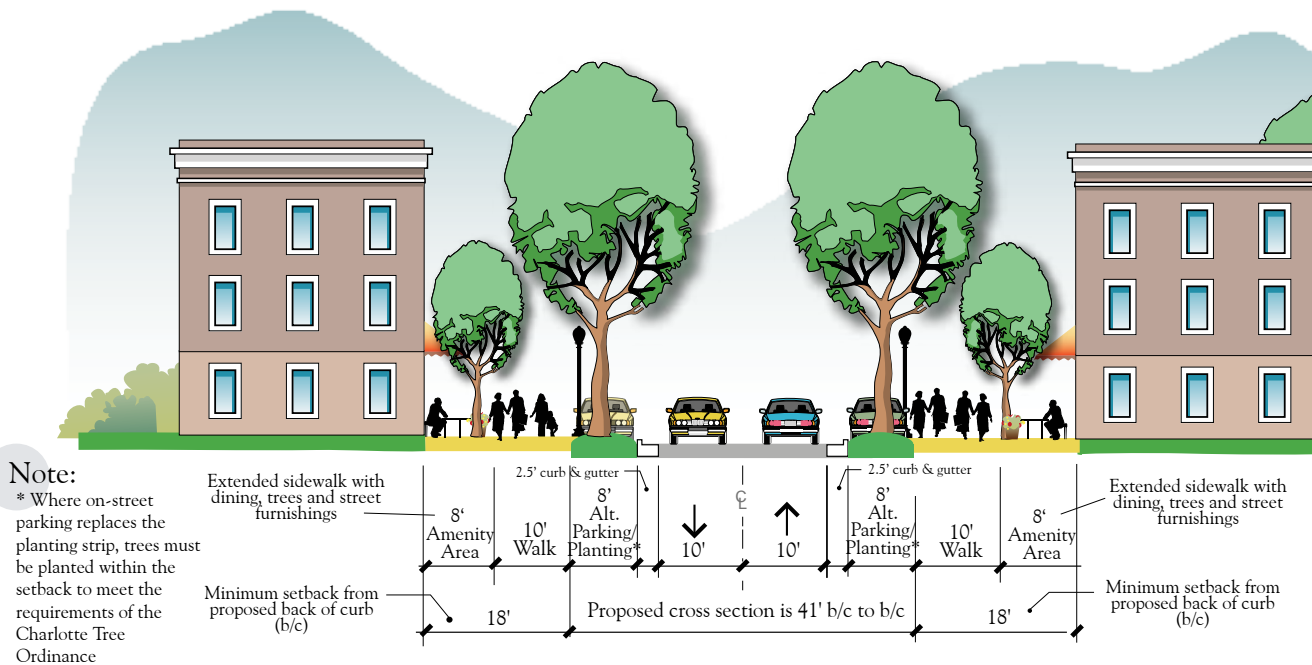 Note:
* Where on-street
parking replaces the
planting strip, trees must
be planted within the
setback to meet the
requirements of the
Charlotte Tree
Ordinance
Extended sidewalk with
dining, trees and street
furnishings
Minimum setback from
proposed back of curb
(b/c)
8'
Amenity
Area
10'
Walk
8'
Alt.
Parking/
Planting*
2.5' curb & gutter
10'
℄
10'
2.5' curb & gutter
8'
Alt.
Parking/
Planting*
10'
Walk
8'
Amenity
Area
18'
Proposed cross section is 41' b/c to b/c
18'
Extended sidewalk with
dining, trees and street
furnishings
Minimum setback from
proposed back of curb
(b/c)